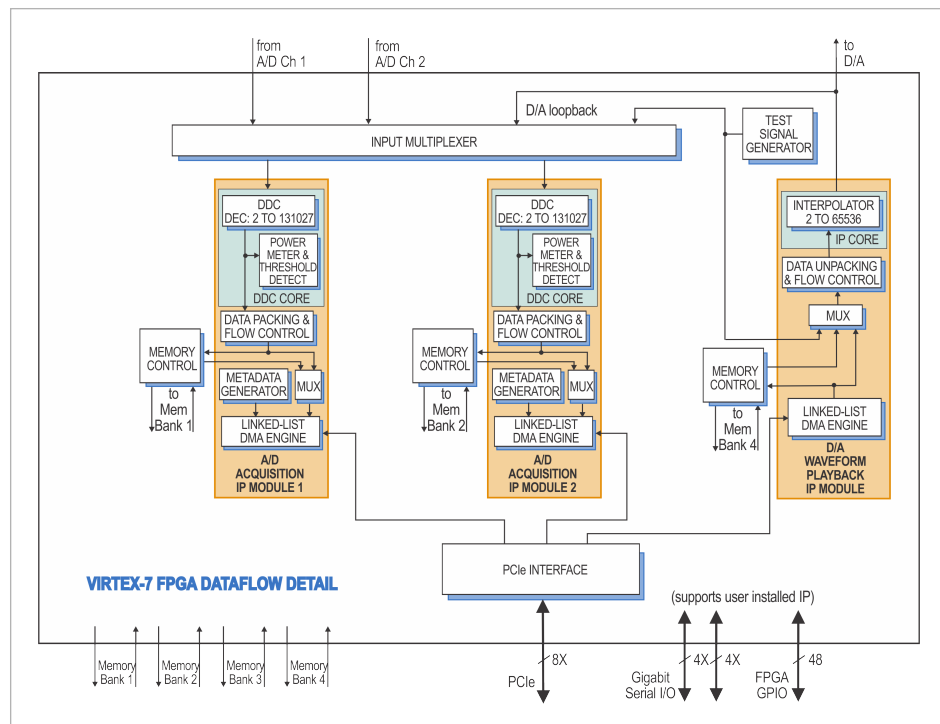 from
A/D Ch 1
from
A/D Ch 2
to
D/A
D/A loopback
INPUT MULTIPLEXER
TEST
SIGNAL
GENERATOR
DDC
DEC: 2 TO 131027
POWER
METER &
THRESHOLD
DETECT
DDC CORE
DATA PACKING &
FLOW CONTROL
MEMORY
CONTROL
METADATA
GENERATOR
MUX
to
Mem
Bank 1
LINKED-LIST
DMA ENGINE
A/D
ACQUISITION
IP MODULE 1
DDC
DEC: 2 TO 131027
POWER
METER &
THRESHOLD
DETECT
DDC CORE
DATA PACKING &
FLOW CONTROL
MEMORY
CONTROL
METADATA
GENERATOR
MUX
to
Mem
Bank 2
LINKED-LIST
DMA ENGINE
A/D
ACQUISITION
IP MODULE 2
INTERPOLATOR
2 TO 65536
IP CORE
DATA UNPACKING
& FLOW CONTROL
MUX
MEMORY
CONTROL
to
Mem
Bank 4
LINKED-LIST
DMA ENGINE
D/A
WAVEFORM
PLAYBACK
IP MODULE
PCIe INTERFACE
VIRTEX-7 FPGA DATAFLOW DETAIL
(supports user installed IP)
Memory
Bank 1
Memory
Bank 2
Memory
Bank 3
Memory
Bank 4
8X
PCIe
4X
4X
Gigabit
Serial I/O
48
FPGA
GPIO